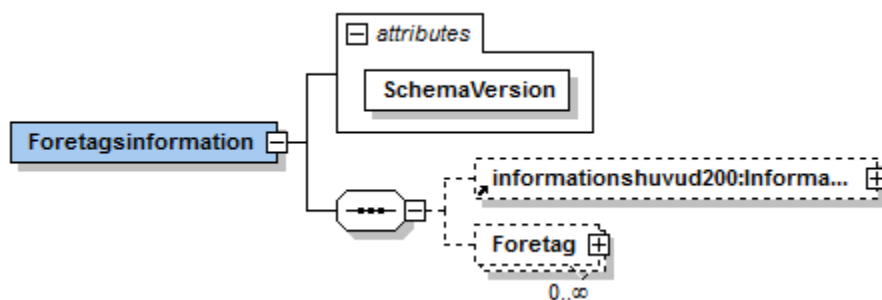 attributes
SchemaVersion
Foretagsinformation
informationshuvud200:Informa...
Foretag
0..∞